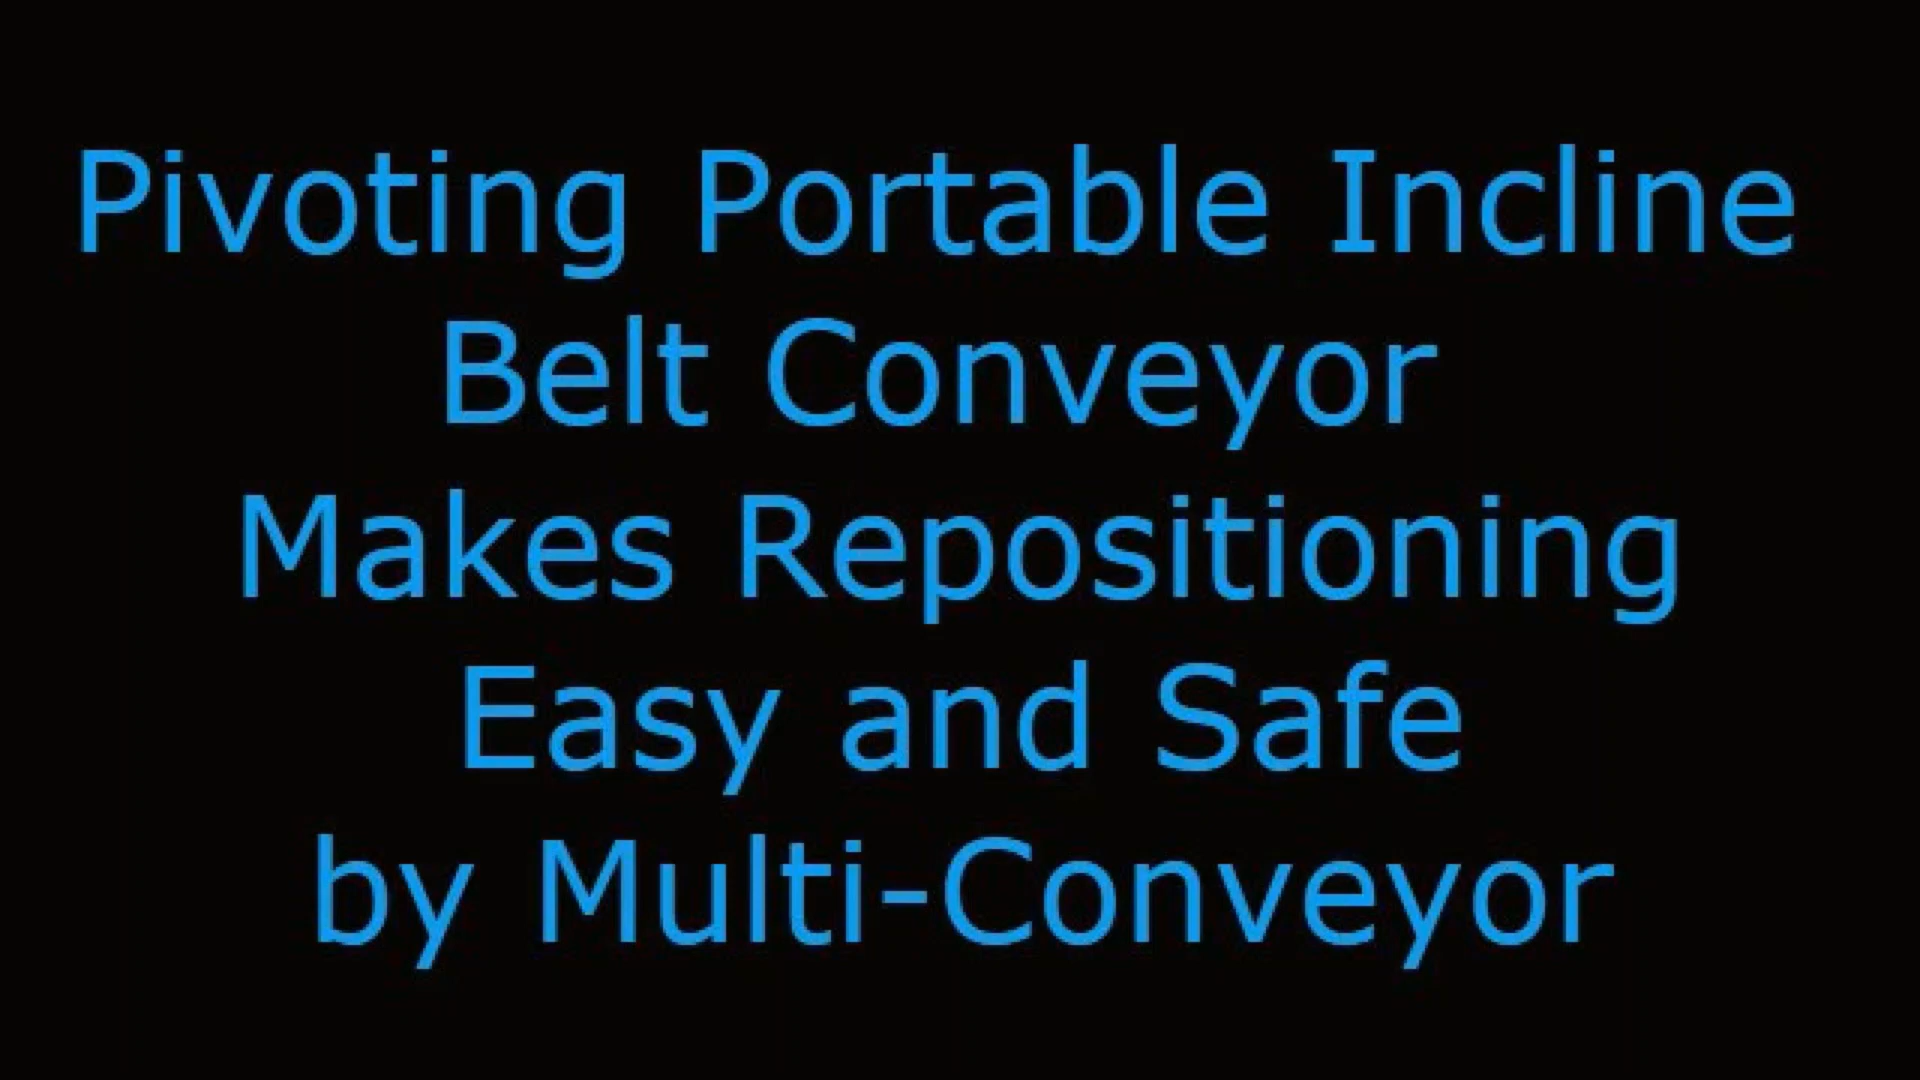 Pivoting Portable Incline
Belt Conveyor
Makes Repositioning
Easy and Safe
by Multi-Conveyor